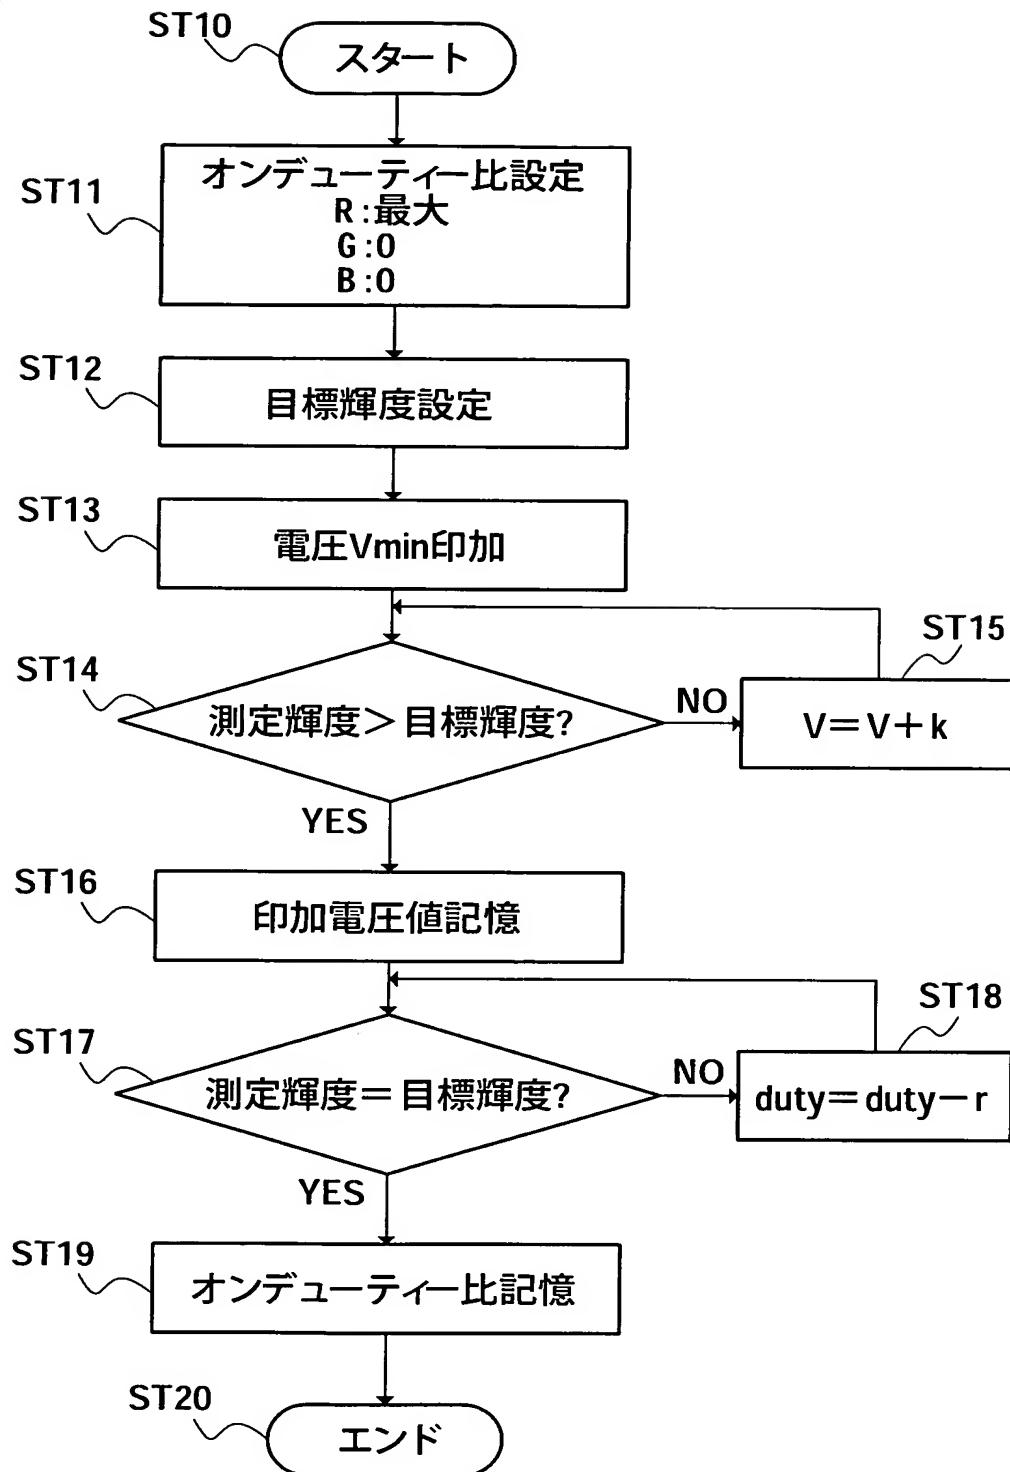 ST10
スタート
ST11
オンデューティー比設定
R:最大
G:0
B:0
ST12
目標輝度設定
ST13
電圧Vmin印加
ST14
測定輝度>目標輝度?
NO
ST15
V=V+k
YES
ST16
印加電圧値記憶
ST17
測定輝度=目標輝度?
NO
ST18
duty=duty-r
YES
ST19
オンデューティー比記憶
ST20
エンド